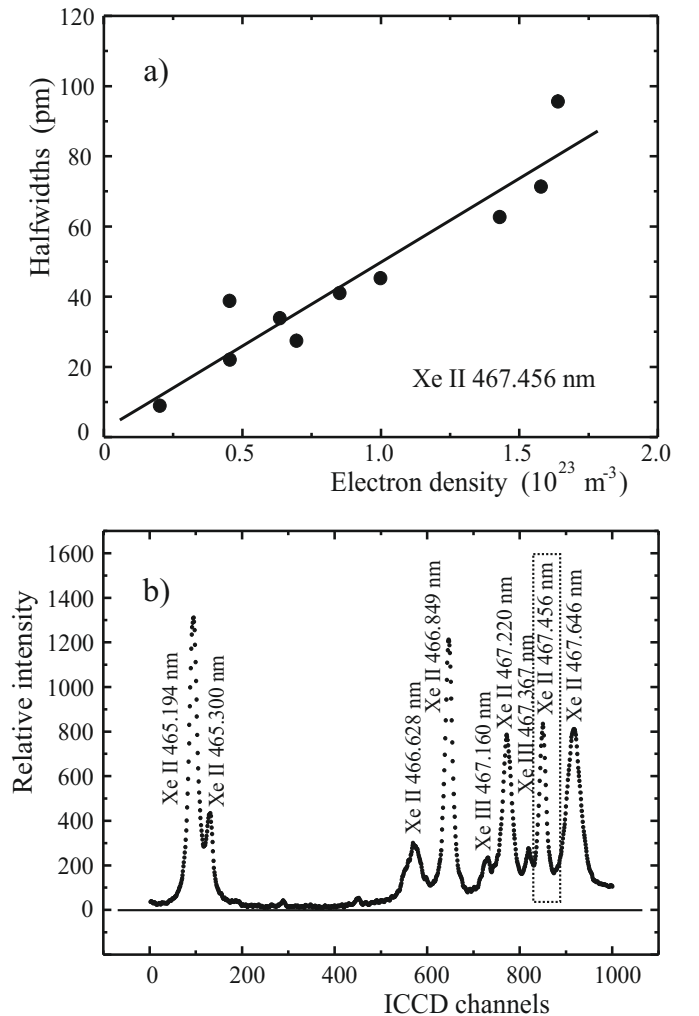 120
100
80
60
40
20
0
Halfwidths (pm)
a)
Xe II 467.456 nm
0
0.5
1.0
1.5
2.0
Electron density (10²³ m⁻³)
1600
1400
1200
1000
800
600
400
200
0
Relative intensity
b)
Xe II 465.194 nm
Xe II 465.300 nm
Xe II 466.628 nm
Xe II 466.849 nm
Xe III 467.160 nm
Xe II 467.220 nm
Xe III 467.367 nm
Xe II 467.456 nm
Xe II 467.646 nm
0
200
400
600
800
1000
ICCD channels